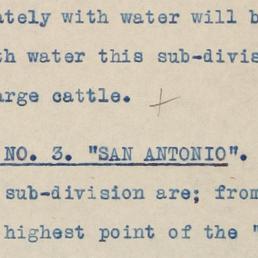 ately with water will b
th water this sub-divis
arge cattle.
NO. 3. "SAN ANTONIO".
sub-division are; from
highest point of the "